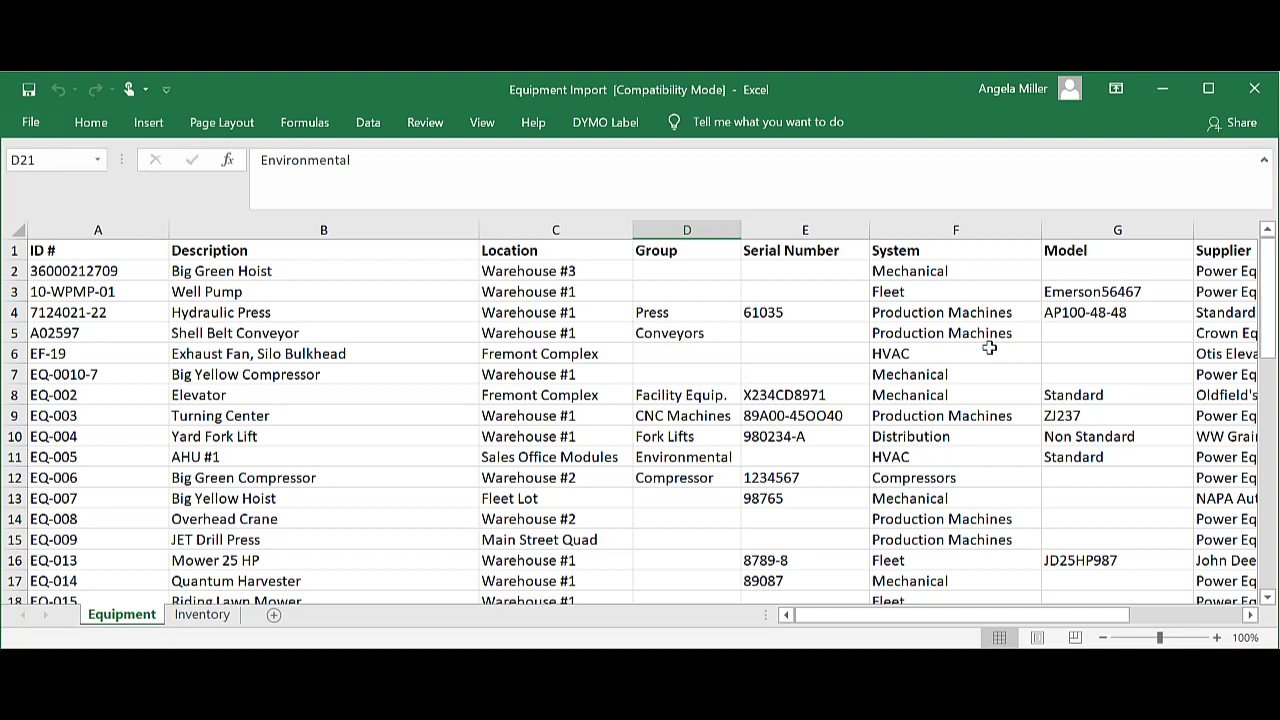 Equipment Import [Compatibility Mode] - Excel Angela Miller
File Home Insert Page Layout Formulas Data Review View Help DYMO Label Tell me what you want to do Share
D21 fx Environmental
A B C D E F G
1 ID # Description Location Group Serial Number System Model Supplier
2 36000212709 Big Green Hoist Warehouse #3 Mechanical Power Eq
3 10-WPMP-01 Well Pump Warehouse #1 Fleet Emerson56467 Power Eq
4 7124021-22 Hydraulic Press Warehouse #1 Press 61035 Production Machines AP100-48-48 Standard
5 A02597 Shell Belt Conveyor Warehouse #1 Conveyors Production Machines Crown Eq
6 EF-19 Exhaust Fan, Silo Bulkhead Fremont Complex HVAC Otis Eleva
7 EQ-0010-7 Big Yellow Compressor Warehouse #1 Mechanical Power Eq
8 EQ-002 Elevator Fremont Complex Facility Equip. X234CD8971 Mechanical Standard Oldfield's
9 EQ-003 Turning Center Warehouse #1 CNC Machines 89A00-45OO40 Production Machines ZJ237 Power Eq
10 EQ-004 Yard Fork Lift Warehouse #1 Fork Lifts 980234-A Distribution Non Standard WW Grai
11 EQ-005 AHU #1 Sales Office Modules Environmental HVAC Standard Power Eq
12 EQ-006 Big Green Compressor Warehouse #2 Compressor 1234567 Compressors Power Eq
13 EQ-007 Big Yellow Hoist Fleet Lot 98765 Mechanical NAPA Aut
14 EQ-008 Overhead Crane Warehouse #2 Production Machines Power Eq
15 EQ-009 JET Drill Press Main Street Quad Production Machines Power Eq
16 EQ-013 Mower 25 HP Warehouse #1 8789-8 Fleet JD25HP987 John Dee
17 EQ-014 Quantum Harvester Warehouse #1 89087 Mechanical Power Eq
18 EQ-015 Riding Lawn Mower Warehouse #1 Fleet Power Eq
Equipment Inventory
100%